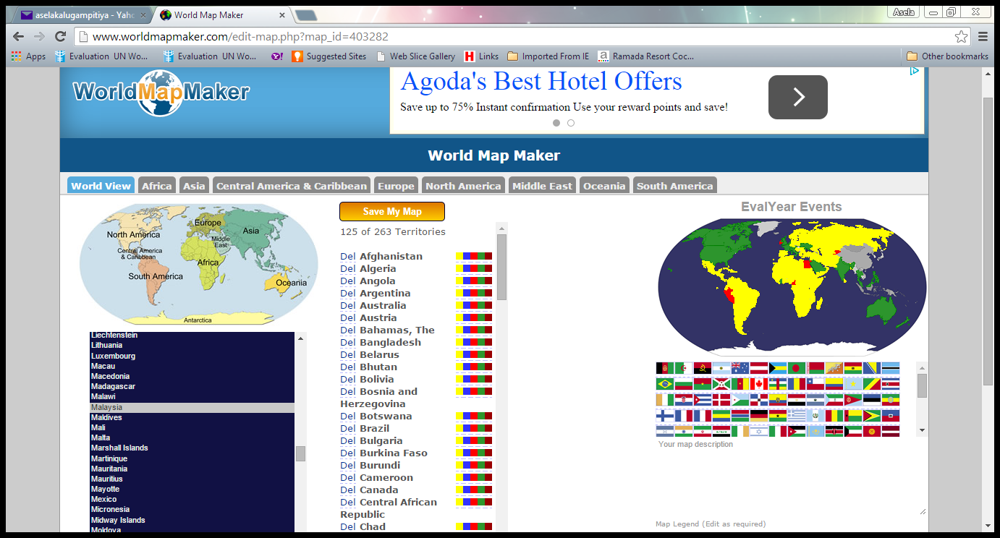 aselakalugampitiya - Yaho
World Map Maker
Asela
www.worldmapmaker.com/edit-map.php?map_id=403282
Apps
Evaluation UN Wo...
Evaluation UN Wo...
Suggested Sites
Web Slice Gallery
Links
Imported From IE
Ramada Resort Coc...
Other bookmarks
WorldMapMaker
Agoda's Best Hotel Offers
Save up to 75% Instant confirmation Use your reward points and save!
World Map Maker
World View
Africa
Asia
Central America & Caribbean
Europe
North America
Middle East
Oceania
South America
North America
Central America
& Caribbean
South America
Europe
Middle
East
Asia
Africa
Oceania
Antarctica
Liechtenstein
Lithuania
Luxembourg
Macau
Macedonia
Madagascar
Malawi
Malaysia
Maldives
Mali
Malta
Marshall Islands
Martinique
Mauritania
Mauritius
Mayotte
Mexico
Micronesia
Midway Islands
Moldova
Save My Map
125 of 263 Territories
Del Afghanistan
Del Algeria
Del Angola
Del Argentina
Del Australia
Del Austria
Del Bahamas, The
Del Bangladesh
Del Belarus
Del Bhutan
Del Bolivia
Del Bosnia and
Herzegovina
Del Botswana
Del Brazil
Del Bulgaria
Del Burkina Faso
Del Burundi
Del Cameroon
Del Canada
Del Central African
Republic
Del Chad
EvalYear Events
Your map description
Map Legend (Edit as required)